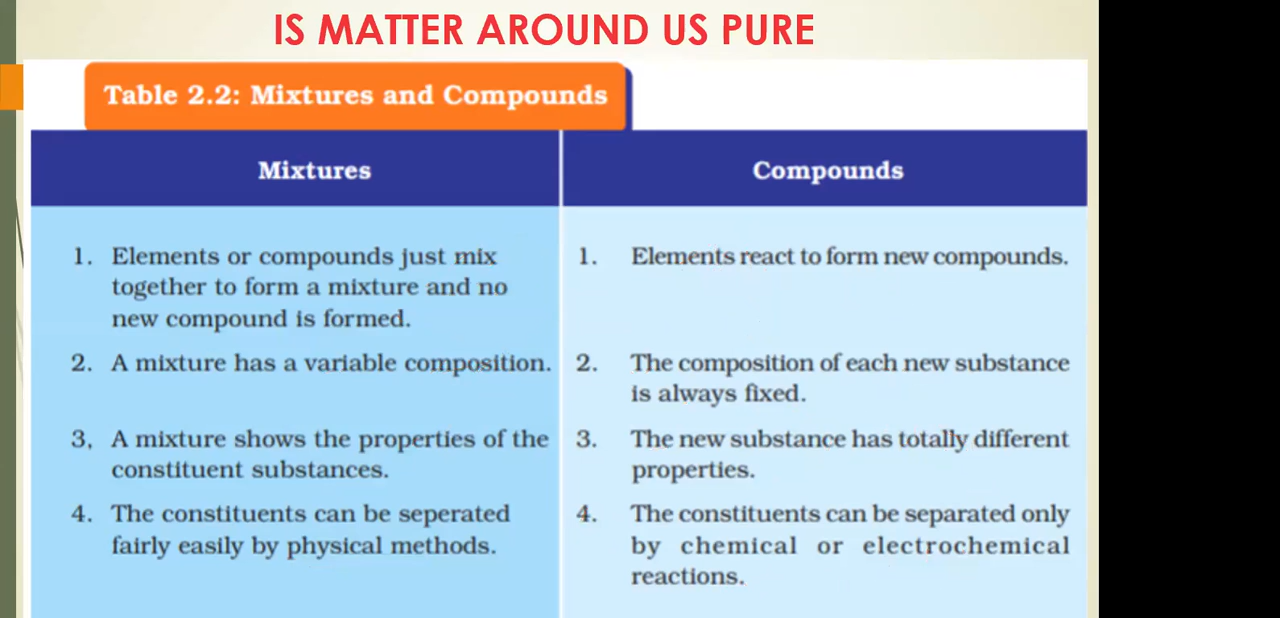 IS MATTER AROUND US PURE
Table 2.2: Mixtures and Compounds
Mixtures
Compounds
1. Elements or compounds just mix
together to form a mixture and no
new compound is formed.
1. Elements react to form new compounds.
2. A mixture has a variable composition.
2. The composition of each new substance
is always fixed.
3, A mixture shows the properties of the
constituent substances.
3. The new substance has totally different
properties.
4. The constituents can be seperated
fairly easily by physical methods.
4. The constituents can be separated only
by chemical or electrochemical
reactions.